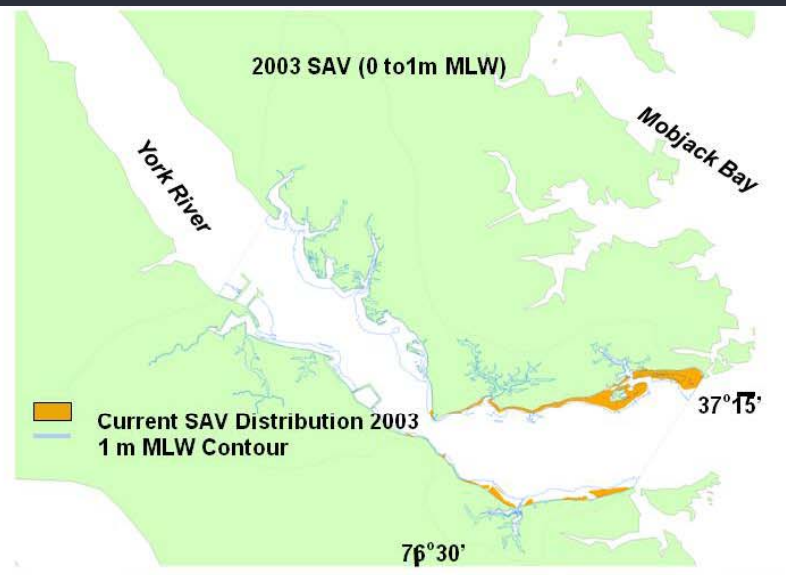 2003 SAV (0 to1m MLW)
Mobjack Bay
York River
37°15'
Current SAV Distribution 2003
1 m MLW Contour
76°30'